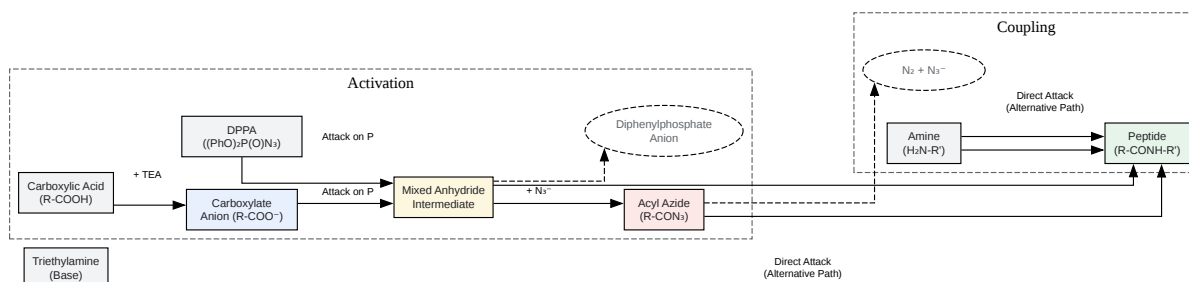 Coupling
N₂ + N₃⁻
Activation
Direct Attack
(Alternative Path)
DPPA
((PhO)₂P(O)N₃)
Attack on P
Diphenylphosphate
Anion
Amine
(H₂N-R')
Peptide
(R-CONH-R')
+ TEA
Carboxylic Acid
(R-COOH)
Carboxylate
Anion (R-COO⁻)
Attack on P
Mixed Anhydride
Intermediate
+ N₃⁻
Acyl Azide
(R-CON₃)
Triethylamine
(Base)
Direct Attack
(Alternative Path)